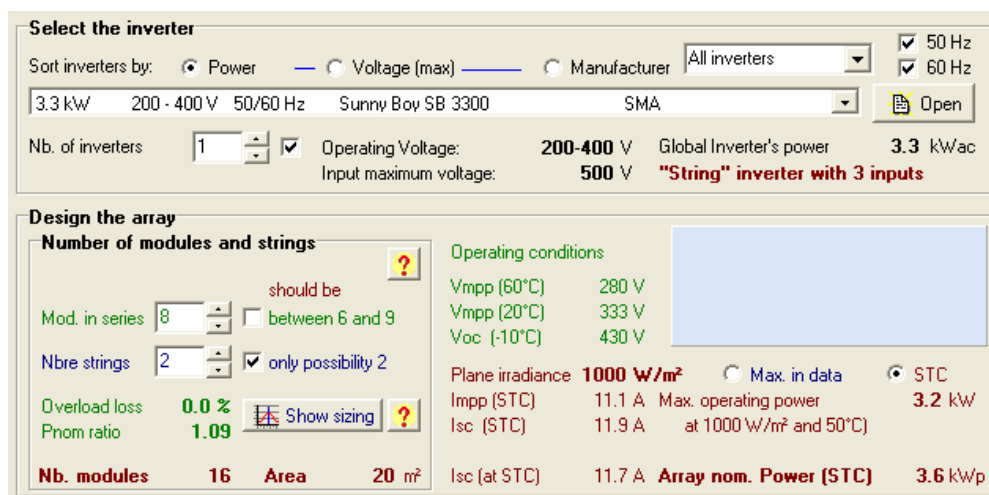 Select the inverter
Sort inverters by: Power Voltage (max) Manufacturer All inverters 50 Hz
60 Hz
3.3 kW 200 - 400 V 50/60 Hz Sunny Boy SB 3300 SMA Open
Nb. of inverters 1 Operating Voltage: 200-400 V Global Inverter's power 3.3 kWac
Input maximum voltage: 500 V "String" inverter with 3 inputs
Design the array
Number of modules and strings
?
should be
Mod. in series 8 between 6 and 9
Nbre strings 2 only possibility 2
Overload loss 0.0 %
Pnom ratio 1.09
Show sizing ?
Nb. modules 16 Area 20 m²
Operating conditions
Vmpp (60°C) 280 V
Vmpp (20°C) 333 V
Voc (-10°C) 430 V
Plane irradiance 1000 W/m² Max. in data STC
Impp (STC) 11.1 A Max. operating power 3.2 kW
Isc (STC) 11.9 A at 1000 W/m² and 50°C)
Isc (at STC) 11.7 A Array nom. Power (STC) 3.6 kWp